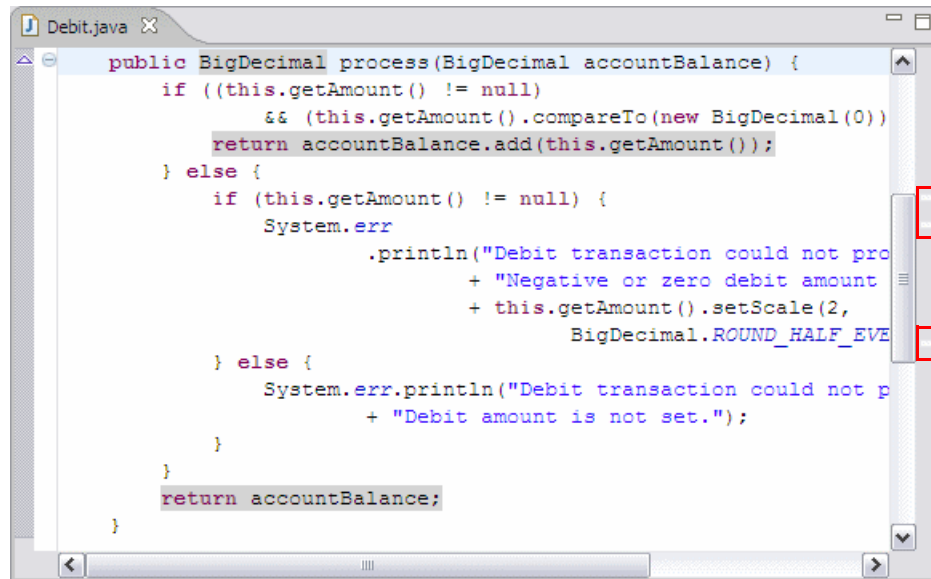 Debit.java
public BigDecimal process(BigDecimal accountBalance) {
if ((this.getAmount() != null)
&& (this.getAmount().compareTo(new BigDecimal(0))
return accountBalance.add(this.getAmount());
} else {
if (this.getAmount() != null) {
System.err
.println("Debit transaction could not pro
+ "Negative or zero debit amount
+ this.getAmount().setScale(2,
BigDecimal.ROUND_HALF_EVE
} else {
System.err.println("Debit transaction could not p
+ "Debit amount is not set.");
}
}
return accountBalance;
}